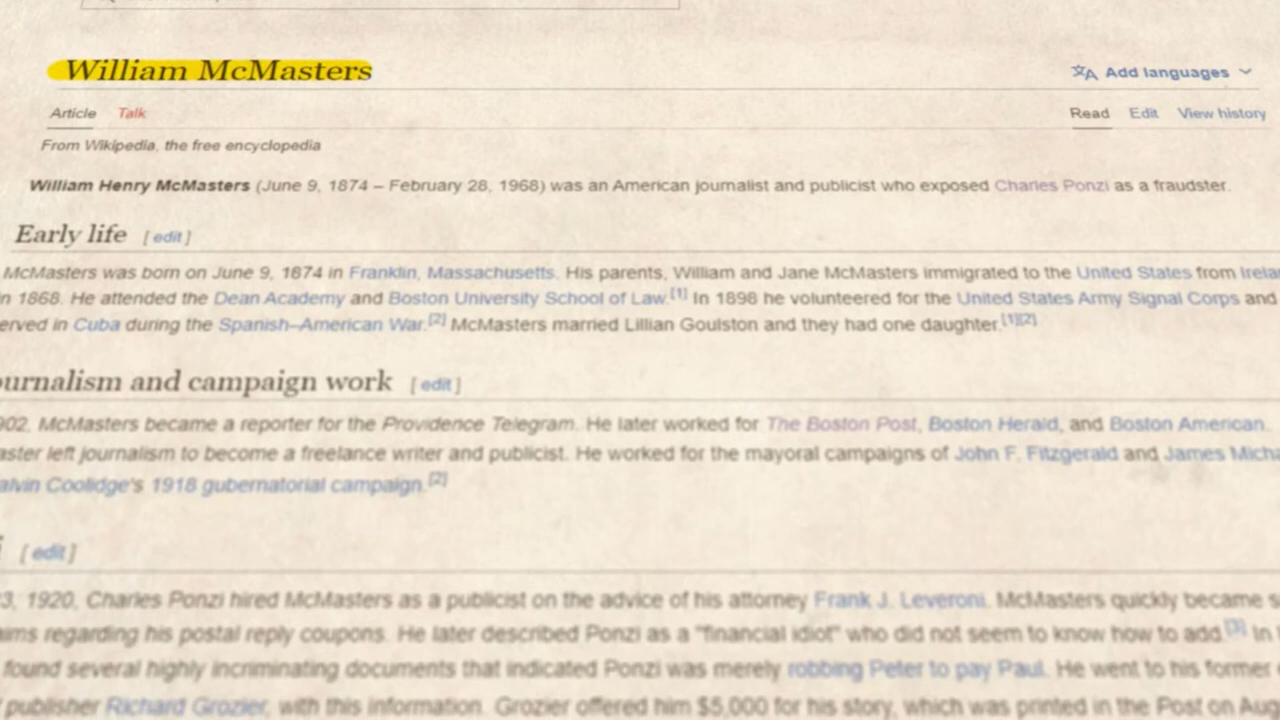 William McMasters
Add languages
Article Talk
Read Edit View history
From Wikipedia, the free encyclopedia
William Henry McMasters (June 9, 1874 – February 28, 1968) was an American journalist and publicist who exposed Charles Ponzi as a fraudster.
Early life [ edit ]
McMasters was born on June 9, 1874 in Franklin, Massachusetts. His parents, William and Jane McMasters immigrated to the United States from
n 1868. He attended the Dean Academy and Boston University School of Law.[1] In 1898 he volunteered for the United States Army Signal Corps and
erved in Cuba during the Spanish–American War.[2] McMasters married Lillian Goulston and they had one daughter.[1][2]
urnalism and campaign work [ edit ]
902, McMasters became a reporter for the Providence Telegram. He later worked for The Boston Post, Boston Herald, and Boston American.
aster left journalism to become a freelance writer and publicist. He worked for the mayoral campaigns of John F. Fitzgerald and James Micha
alvin Coolidge's 1918 gubernatorial campaign.[2]
[ edit ]
3, 1920, Charles Ponzi hired McMasters as a publicist on the advice of his attorney Frank J. Leveroni. McMasters quickly became s
ims regarding his postal reply coupons. He later described Ponzi as a "financial idiot" who did not seem to know how to add.[3] In
found several highly incriminating documents that indicated Ponzi was merely robbing Peter to pay Paul. He went to his former
publisher Richard Grozier, with this information. Grozier offered him $5,000 for his story, which was printed in the Post on Aug